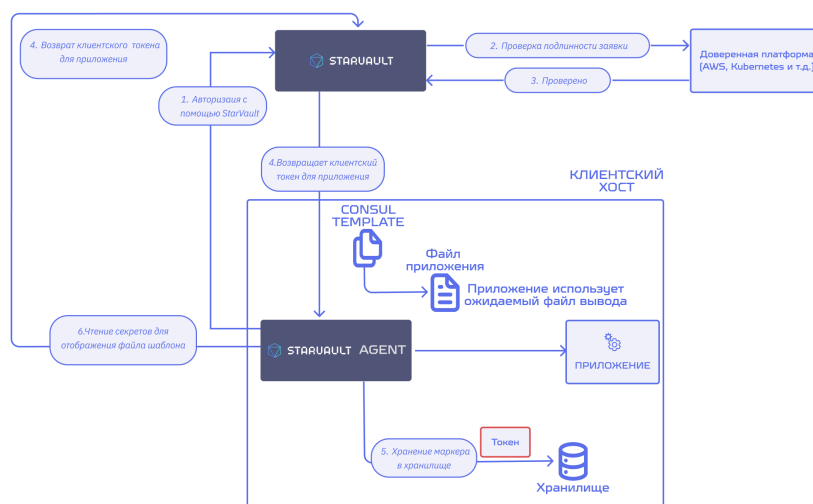 4. Возврат клиентского токена
для приложения
STARVAULT
2. Проверка подлинности заявки
3. Проверено
Доверенная платформа
(AWS, Kubernetes и т.д.)
1. Авторизаия с
помощью StarVault
4.Возвращает клиентский
токен для приложения
КЛИЕНТСКИЙ
ХОСТ
CONSUL
TEMPLATE
Файл
приложения
Приложение использует
ожидаемый файл вывода
6.Чтение секретов для
отображения файла шаблона
STARVAULT AGENT
ПРИЛОЖЕНИЕ
5. Хранение маркера
в хранилище
Токен
Хранилище